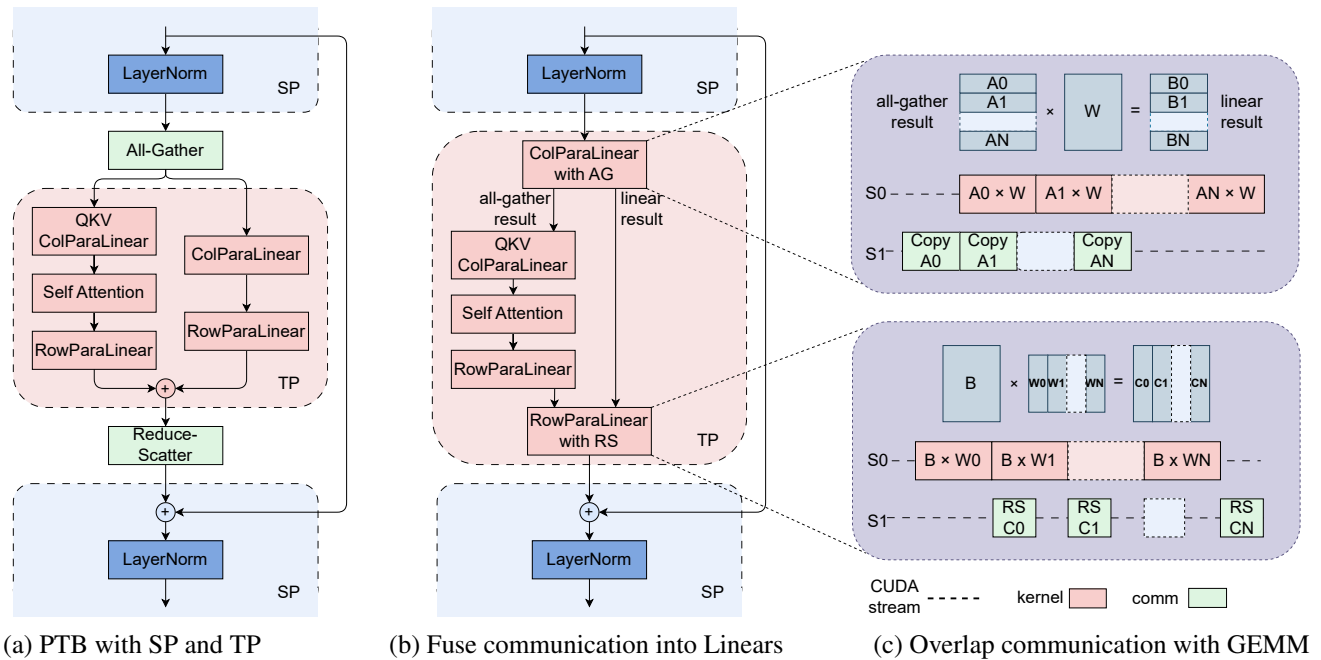 LayerNorm
SP
All-Gather
QKV
ColParaLinear
ColParaLinear
Self Attention
RowParaLinear
RowParaLinear
+
TP
Reduce-
Scatter
+
LayerNorm
SP
(a) PTB with SP and TP
LayerNorm
SP
ColParaLinear
with AG
all-gather
result
linear
result
QKV
ColParaLinear
Self Attention
RowParaLinear
RowParaLinear
with RS
TP
+
LayerNorm
SP
(b) Fuse communication into Linears
all-gather
result
A0
A1
AN
×
W
=
B0
B1
BN
linear
result
S0
A0 × W
A1 × W
AN × W
S1
Copy
A0
Copy
A1
Copy
AN
B
×
W0
W1
WN
=
C0
C1
CN
S0
B × W0
B x W1
B x WN
S1
RS
C0
RS
C1
RS
CN
CUDA
stream
kernel
comm
(c) Overlap communication with GEMM